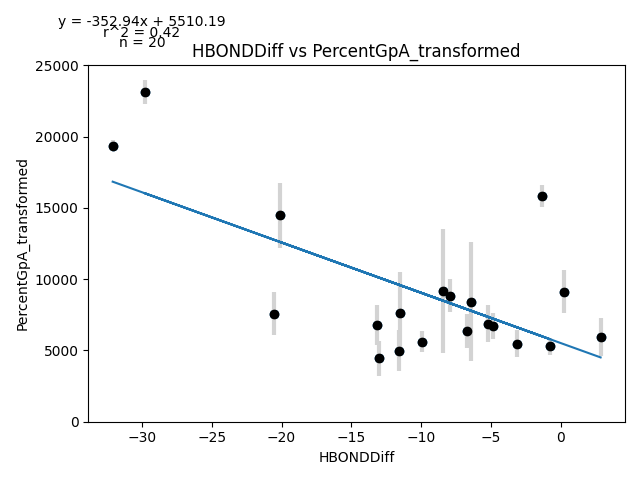 y = -352.94x + 5510.19
r^2 = 0.42
n = 20
HBONDDiff vs PercentGpA_transformed
PercentGpA_transformed
25000
20000
15000
10000
5000
0
−30
−25
−20
−15
−10
−5
0
HBONDDiff